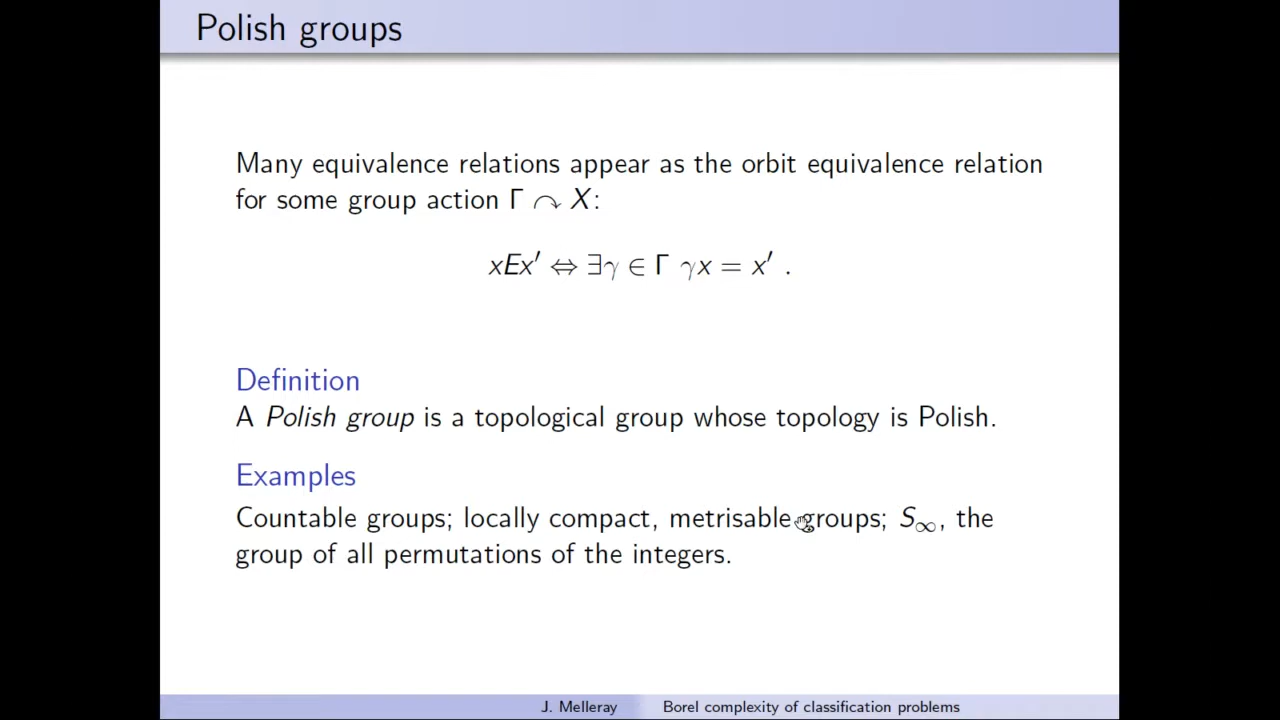 Polish groups
Many equivalence relations appear as the orbit equivalence relation
for some group action Γ ↷ X:
xEx′ ⇔ ∃γ ∈ Γ γx = x′ .
Definition
A Polish group is a topological group whose topology is Polish.
Examples
Countable groups; locally compact, metrisable groups; S∞, the
group of all permutations of the integers.
J. Melleray Borel complexity of classification problems